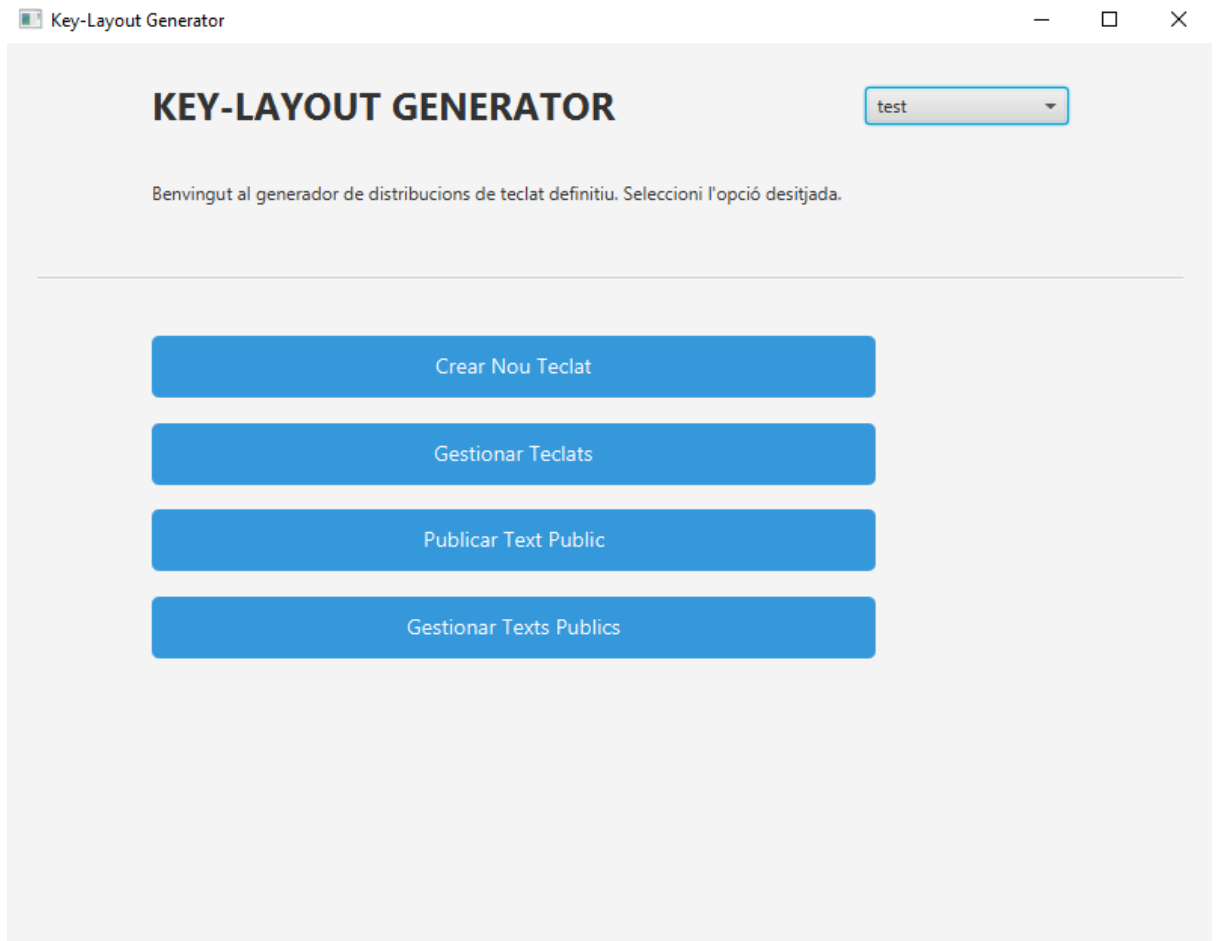 Key-Layout Generator
KEY-LAYOUT GENERATOR
test
Benvingut al generador de distribucions de teclat definitiu. Seleccioni l'opció desitjada.
Crear Nou Teclat
Gestionar Teclats
Publicar Text Public
Gestionar Texts Publics